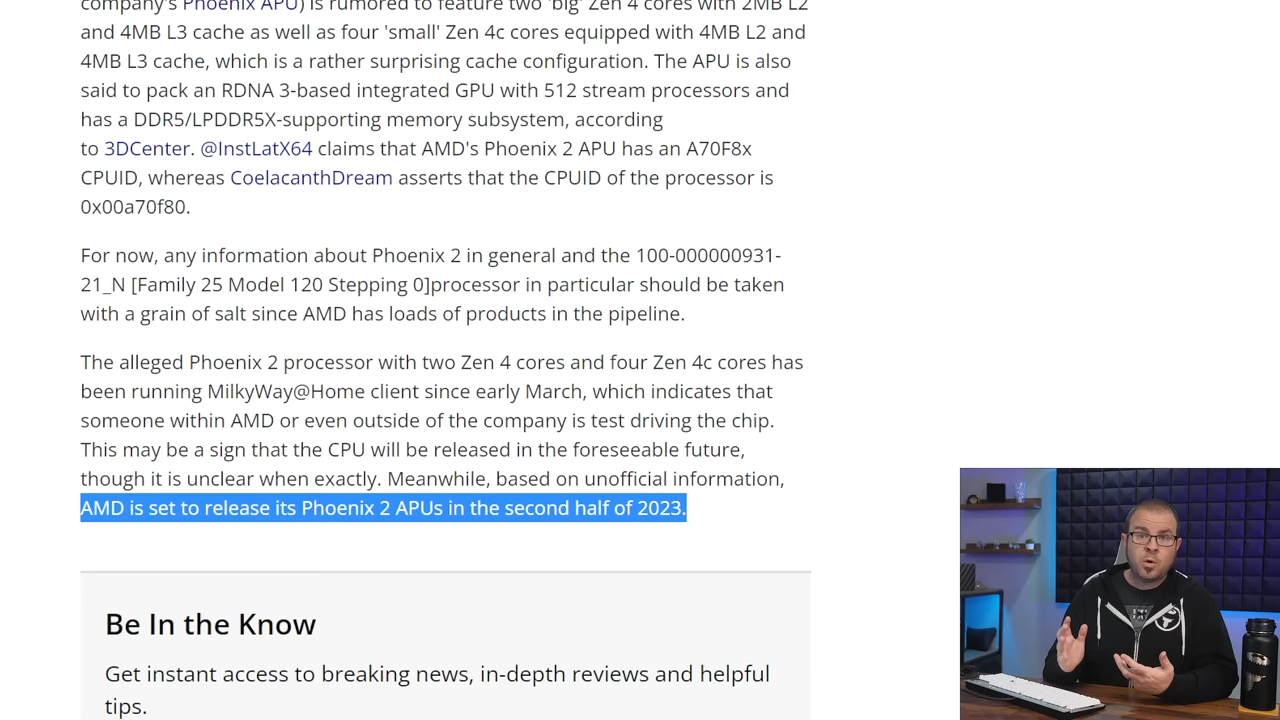 company's Phoenix APU) is rumored to feature two 'big' Zen 4 cores with 2MB L2
and 4MB L3 cache as well as four 'small' Zen 4c cores equipped with 4MB L2 and
4MB L3 cache, which is a rather surprising cache configuration. The APU is also
said to pack an RDNA 3-based integrated GPU with 512 stream processors and
has a DDR5/LPDDR5X-supporting memory subsystem, according
to 3DCenter. @InstLatX64 claims that AMD's Phoenix 2 APU has an A70F8x
CPUID, whereas CoelacanthDream asserts that the CPUID of the processor is
0x00a70f80.
For now, any information about Phoenix 2 in general and the 100-000000931-
21_N [Family 25 Model 120 Stepping 0]processor in particular should be taken
with a grain of salt since AMD has loads of products in the pipeline.
The alleged Phoenix 2 processor with two Zen 4 cores and four Zen 4c cores has
been running MilkyWay@Home client since early March, which indicates that
someone within AMD or even outside of the company is test driving the chip.
This may be a sign that the CPU will be released in the foreseeable future,
though it is unclear when exactly. Meanwhile, based on unofficial information,
AMD is set to release its Phoenix 2 APUs in the second half of 2023.
Be In the Know
Get instant access to breaking news, in-depth reviews and helpful
tips.